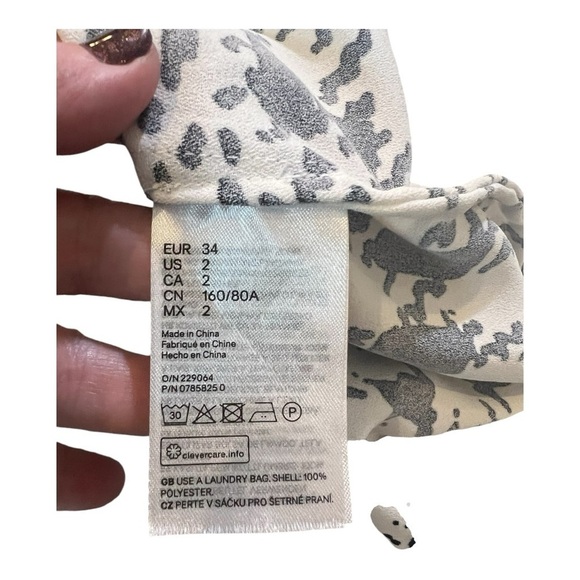 EUR 34
US 2
CA 2
CN 160/80A
MX 2
Made in China
Fabriqué en Chine
Hecho en China
O/N 229064
P/N 0785825 0
30 P
clevercare.info
GB USE A LAUNDRY BAG. SHELL: 100%
POLYESTER.
CZ PERTE V SÁČKU PRO ŠETRNÉ PRANÍ.